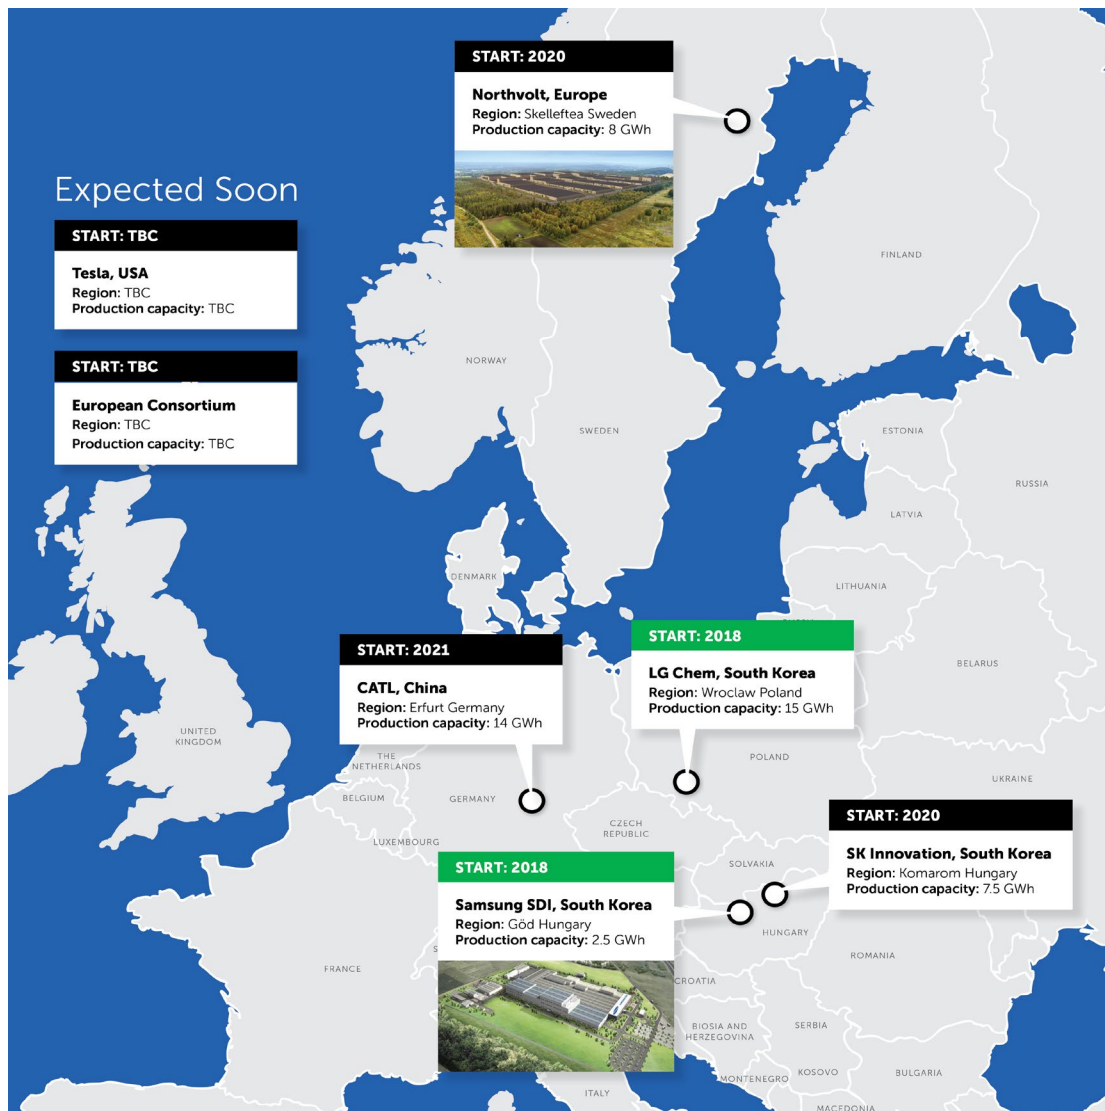 START: 2020
Northvolt, Europe
Region: Skelleftea Sweden
Production capacity: 8 GWh
Expected Soon
START: TBC
Tesla, USA
Region: TBC
Production capacity: TBC
START: TBC
European Consortium
Region: TBC
Production capacity: TBC
FINLAND
NORWAY
SWEDEN
ESTONIA
RUSSIA
LATVIA
DENMARK
LITHUANIA
BELARUS
START: 2021
CATL, China
Region: Erfurt Germany
Production capacity: 14 GWh
START: 2018
LG Chem, South Korea
Region: Wroclaw Poland
Production capacity: 15 GWh
UNITED
KINGDOM
THE
NETHERLANDS
POLAND
UKRAINE
BELGIUM
GERMANY
CZECH
REPUBLIC
LUXEMBOURG
SOLVAKIA
START: 2020
SK Innovation, South Korea
Region: Komarom Hungary
Production capacity: 7.5 GWh
START: 2018
Samsung SDI, South Korea
Region: Göd Hungary
Production capacity: 2.5 GWh
HUNGARY
FRANCE
ROMANIA
CROATIA
BIOSIA AND
HERZEGOVINA
SERBIA
MONTENEGRO
KOSOVO
BULGARIA
ITALY
MACEDONIA